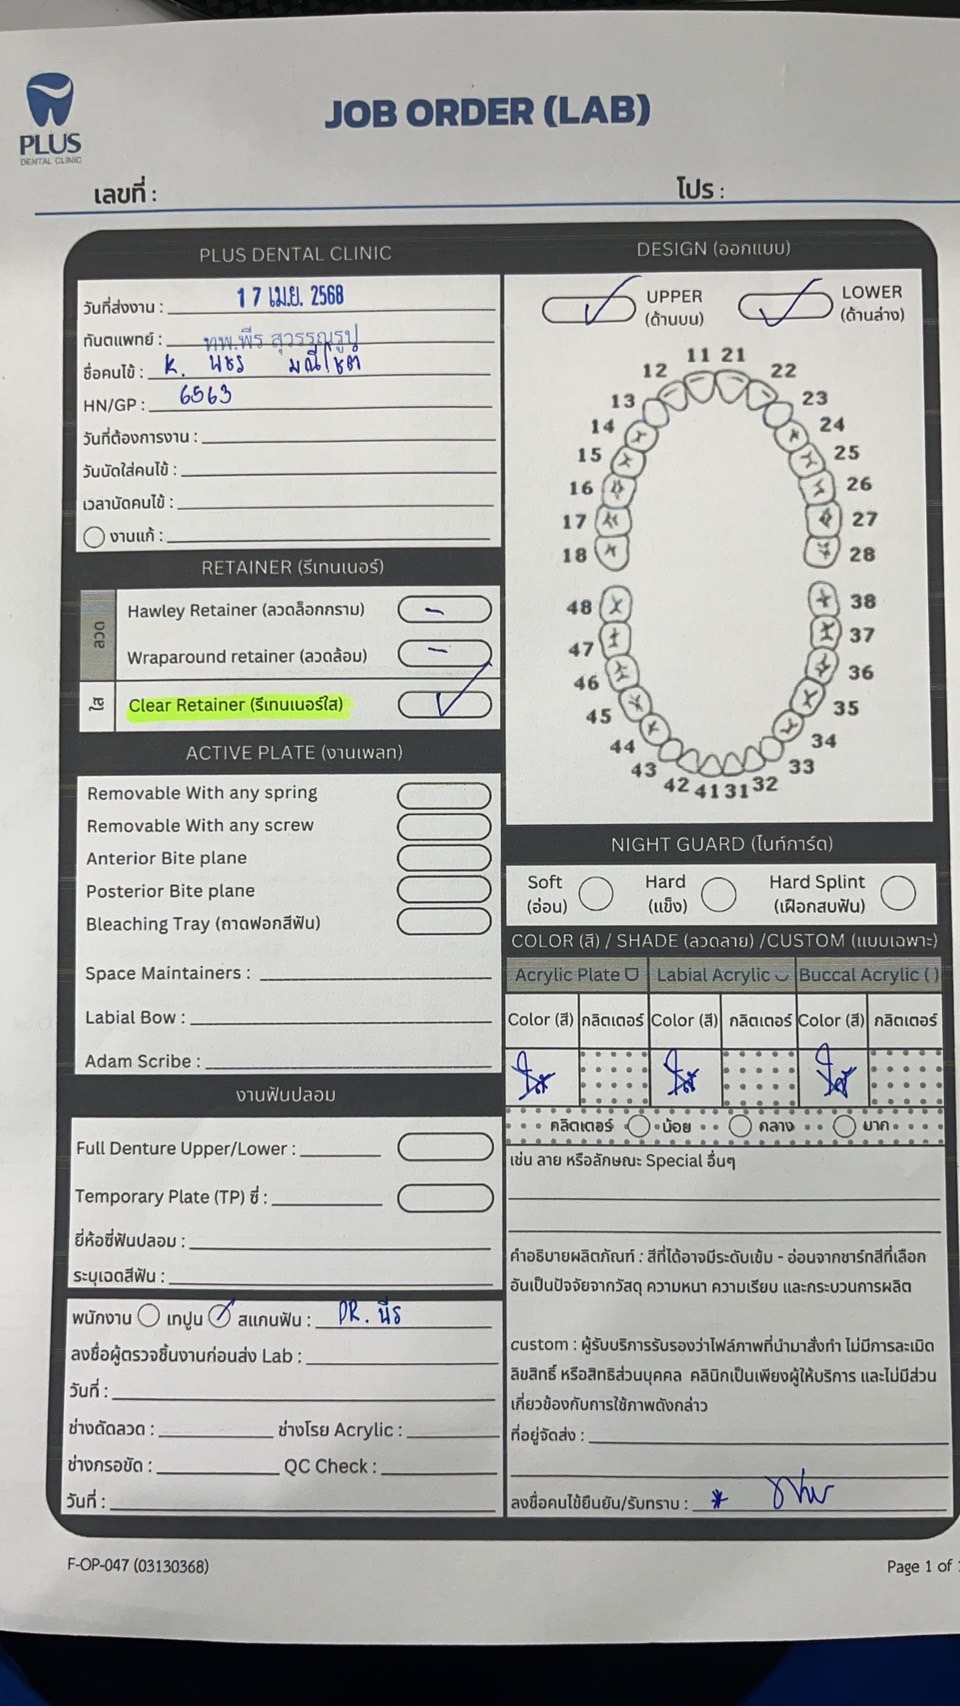 PLUS
DENTAL CLINIC
JOB ORDER (LAB)
เลขที่ :
โปร :
PLUS DENTAL CLINIC
วันที่ส่งงาน : 17 เม.ย. 2568
ทันตแพทย์ : ทพ.พีร สุวรรณรูป
ชื่อคนไข้ : K. พชร มณีโชติ
HN/GP : 6563
วันที่ต้องการงาน :
วันนัดใส่คนไข้ :
เวลานัดคนไข้ :
งานแก้ :
RETAINER (รีเทนเนอร์)
ลวด
Hawley Retainer (ลวดล็อกกราม) -
Wraparound retainer (ลวดล้อม) -
ใส
Clear Retainer (รีเทนเนอร์ใส)
ACTIVE PLATE (งานเพลท)
Removable With any spring
Removable With any screw
Anterior Bite plane
Posterior Bite plane
Bleaching Tray (ถาดฟอกสีฟัน)
Space Maintainers :
Labial Bow :
Adam Scribe :
งานฟันปลอม
Full Denture Upper/Lower :
Temporary Plate (TP) ซี่ :
ยี่ห้อซี่ฟันปลอม :
ระบุเฉดสีฟัน :
พนักงาน เทปูน สแกนฟัน : DR. พีร
ลงชื่อผู้ตรวจชิ้นงานก่อนส่ง Lab :
วันที่ :
ช่างดัดลวด : ช่างโรย Acrylic :
ช่างกรอขัด : QC Check :
วันที่ :
DESIGN (ออกแบบ)
UPPER
(ด้านบน)
LOWER
(ด้านล่าง)
11 21
12 22
13 23
14 24
15 25
16 26
17 27
18 28
48 38
47 37
46 36
45 35
44 34
43 33
42 41 31 32
NIGHT GUARD (ไนท์การ์ด)
Soft
(อ่อน)
Hard
(แข็ง)
Hard Splint
(เฝือกสบฟัน)
COLOR (สี) / SHADE (ลวดลาย) /CUSTOM (แบบเฉพาะ)
Acrylic Plate Labial Acrylic Buccal Acrylic ( )
Color (สี) กลิตเตอร์ Color (สี) กลิตเตอร์ Color (สี) กลิตเตอร์
คลิตเตอร์ น้อย กลาง มาก
เช่น ลาย หรือลักษณะ Special อื่นๆ
คำอธิบายผลิตภัณฑ์ : สีที่ได้อาจมีระดับเข้ม - อ่อนจากชาร์ทสีที่เลือก
อันเป็นปัจจัยจากวัสดุ ความหนา ความเรียบ และกระบวนการผลิต
custom : ผู้รับบริการรับรองว่าไฟล์ภาพที่นำมาสั่งทำ ไม่มีการละเมิด
ลิขสิทธิ์ หรือสิทธิส่วนบุคคล คลินิกเป็นเพียงผู้ให้บริการ และไม่มีส่วน
เกี่ยวข้องกับการใช้ภาพดังกล่าว
ที่อยู่จัดส่ง :
ลงชื่อคนไข้ยืนยัน/รับทราบ : *
F-OP-047 (03130368)
Page 1 of